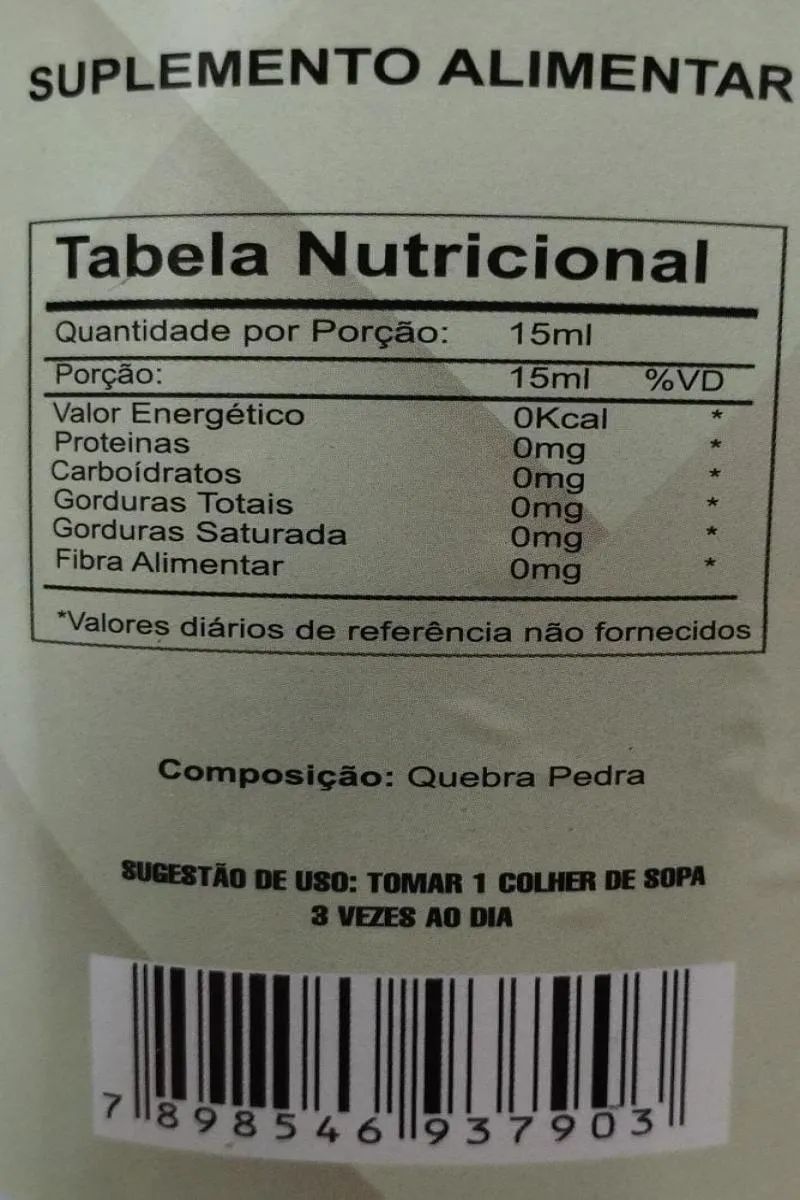 SUPLEMENTO ALIMENTAR
Tabela Nutricional
Quantidade por Porção: 15ml
Porção: 15ml %VD
Valor Energético 0Kcal *
Proteinas 0mg *
Carboídratos 0mg *
Gorduras Totais 0mg *
Gorduras Saturada 0mg *
Fibra Alimentar 0mg *
*Valores diários de referência não fornecidos
Composição: Quebra Pedra
SUGESTÃO DE USO: TOMAR 1 COLHER DE SOPA
3 VEZES AO DIA
7 898546 937903